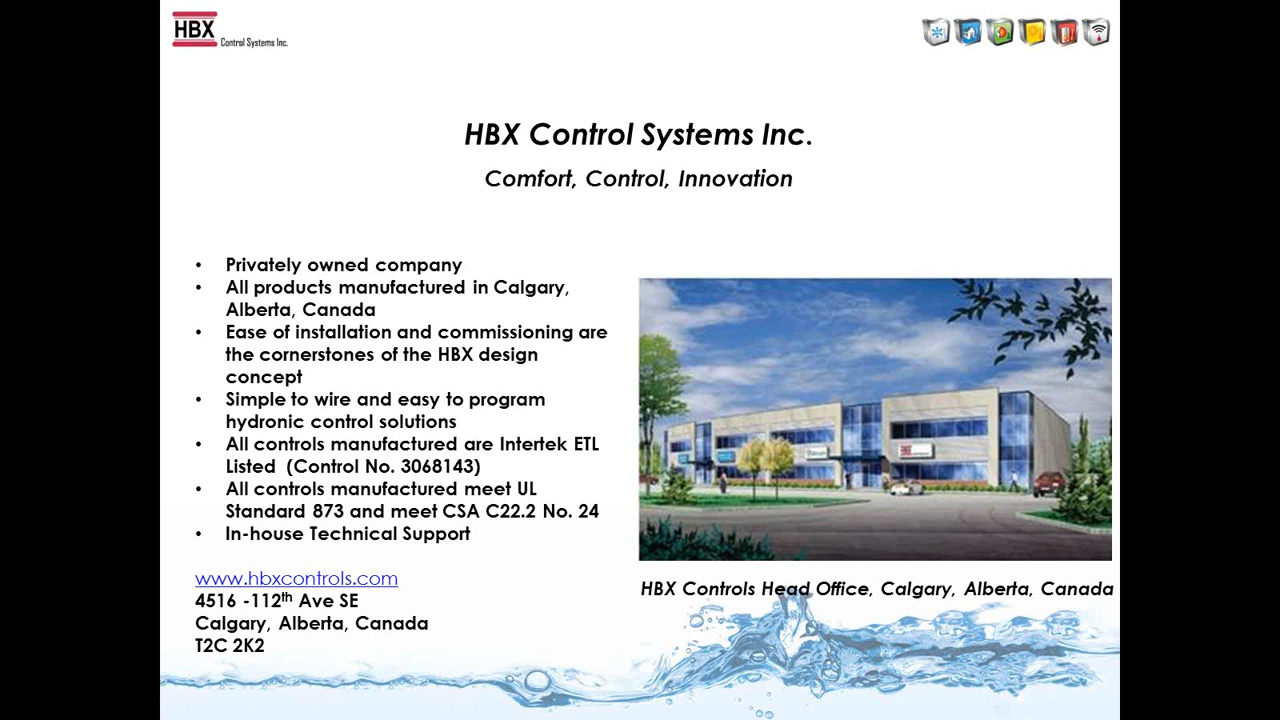 HBX
Control Systems Inc.
HBX Control Systems Inc.
Comfort, Control, Innovation
• Privately owned company
• All products manufactured in Calgary,
Alberta, Canada
• Ease of installation and commissioning are
the cornerstones of the HBX design
concept
• Simple to wire and easy to program
hydronic control solutions
• All controls manufactured are Intertek ETL
Listed  (Control No. 3068143)
• All controls manufactured meet UL
Standard 873 and meet CSA C22.2 No. 24
• In-house Technical Support
www.hbxcontrols.com
4516 -112th Ave SE
Calgary, Alberta, Canada
T2C 2K2
HBX Controls Head Office, Calgary, Alberta, Canada